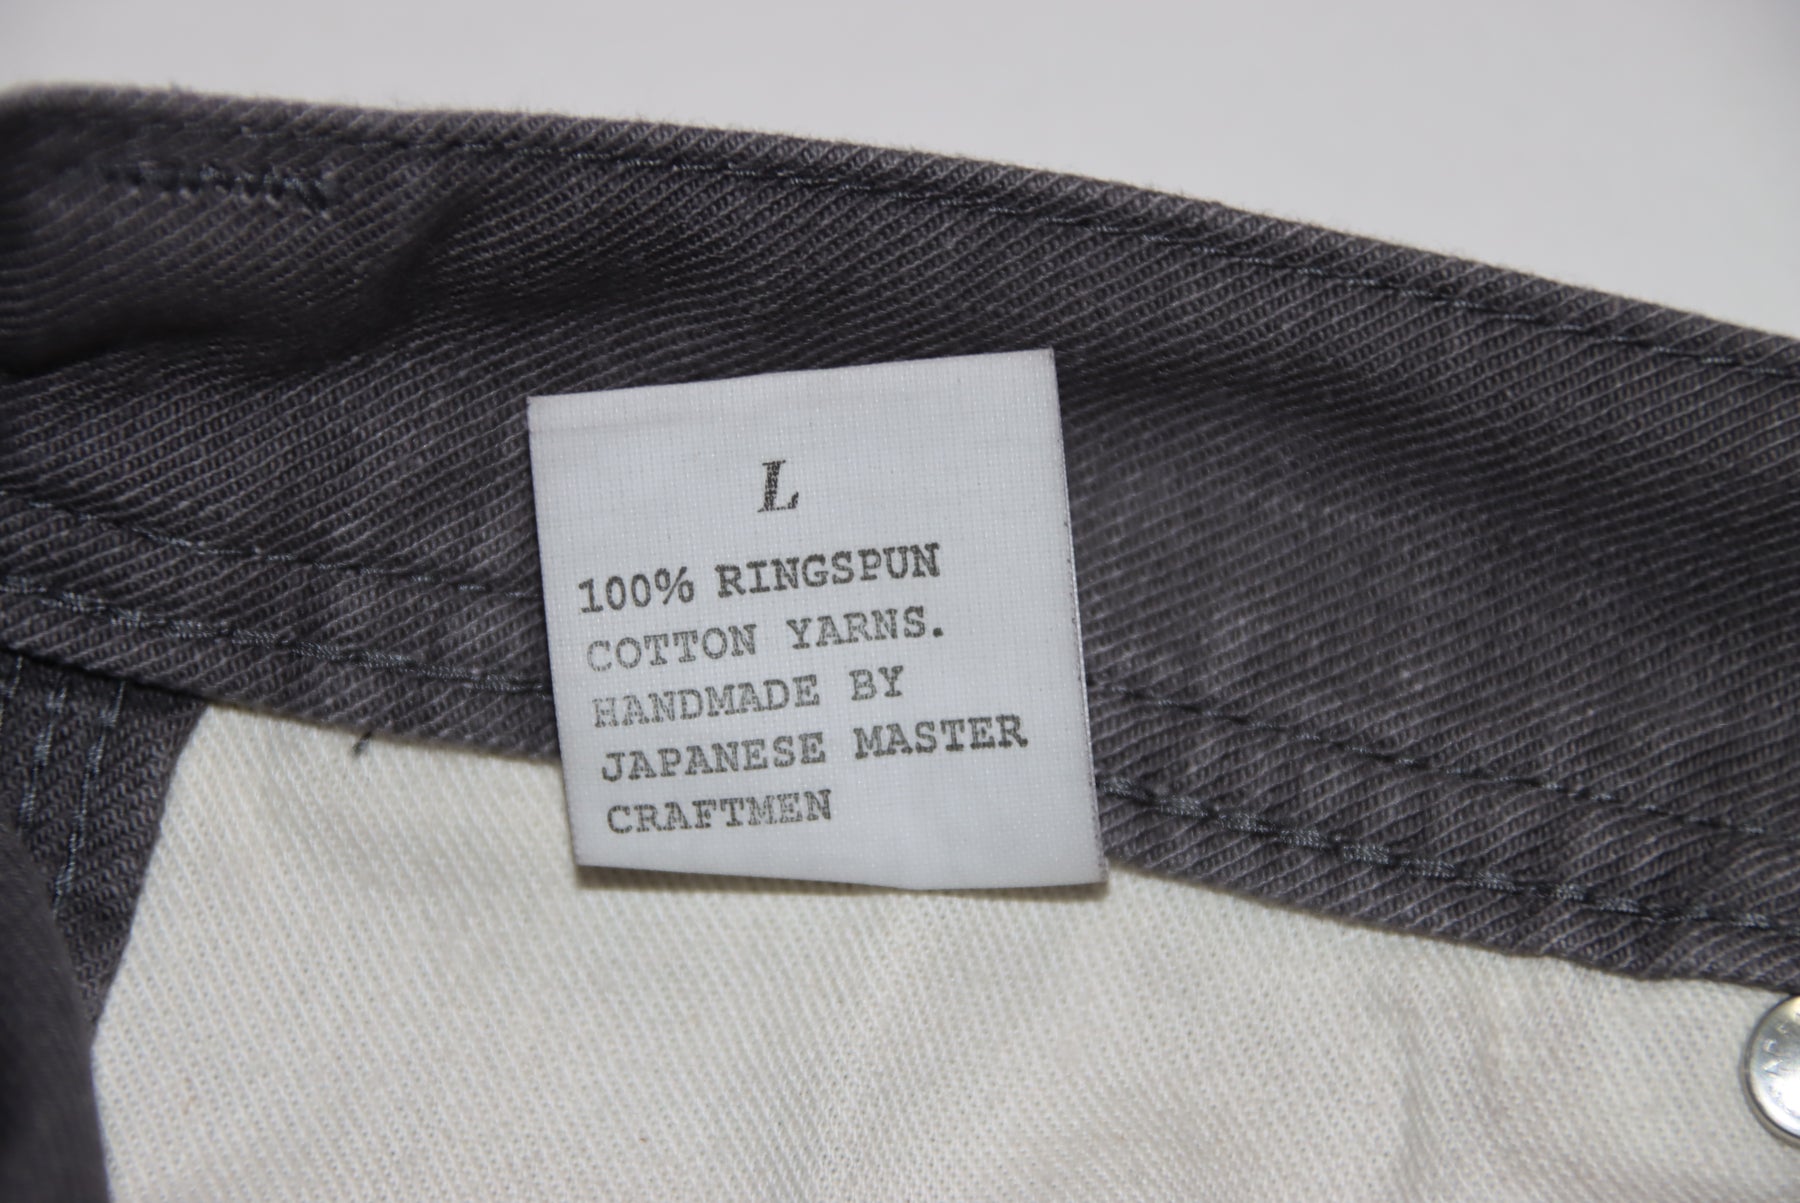 L
100% RINGSPUN
COTTON YARNS.
HANDMADE BY
JAPANESE MASTER
CRAFTMEN